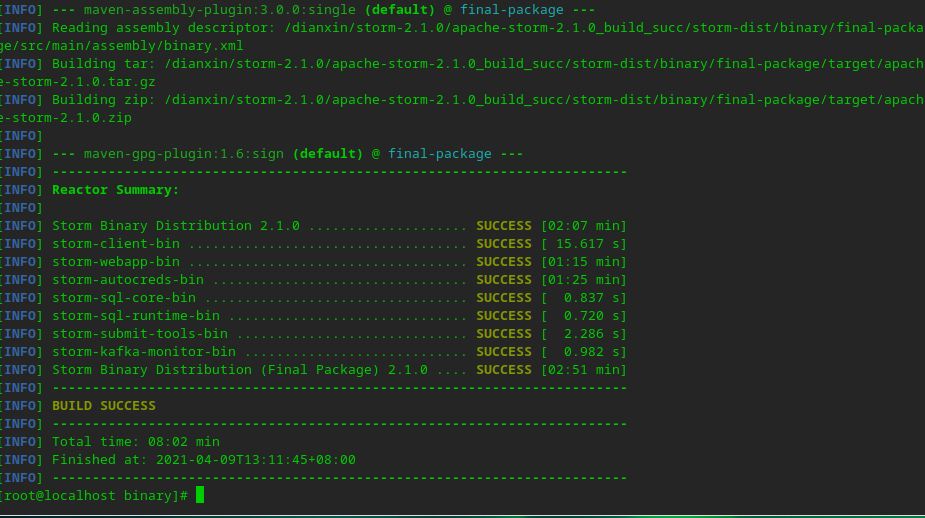 [INFO] --- maven-assembly-plugin:3.0.0:single (default) @ final-package ---
[INFO] Reading assembly descriptor: /dianxin/storm-2.1.0/apache-storm-2.1.0_build_succ/storm-dist/binary/final-packa
ge/src/main/assembly/binary.xml
[INFO] Building tar: /dianxin/storm-2.1.0/apache-storm-2.1.0_build_succ/storm-dist/binary/final-package/target/apach
e-storm-2.1.0.tar.gz
[INFO] Building zip: /dianxin/storm-2.1.0/apache-storm-2.1.0_build_succ/storm-dist/binary/final-package/target/apach
e-storm-2.1.0.zip
[INFO]
[INFO] --- maven-gpg-plugin:1.6:sign (default) @ final-package ---
[INFO] ------------------------------------------------------------------------
[INFO] Reactor Summary:
[INFO]
[INFO] Storm Binary Distribution 2.1.0 .................... SUCCESS [02:07 min]
[INFO] storm-client-bin ................................... SUCCESS [ 15.617 s]
[INFO] storm-webapp-bin ................................... SUCCESS [01:15 min]
[INFO] storm-autocreds-bin ................................ SUCCESS [01:25 min]
[INFO] storm-sql-core-bin ................................. SUCCESS [  0.837 s]
[INFO] storm-sql-runtime-bin .............................. SUCCESS [  0.720 s]
[INFO] storm-submit-tools-bin ............................. SUCCESS [  2.286 s]
[INFO] storm-kafka-monitor-bin ............................ SUCCESS [  0.982 s]
[INFO] Storm Binary Distribution (Final Package) 2.1.0 .... SUCCESS [02:51 min]
[INFO] ------------------------------------------------------------------------
[INFO] BUILD SUCCESS
[INFO] ------------------------------------------------------------------------
[INFO] Total time: 08:02 min
[INFO] Finished at: 2021-04-09T13:11:45+08:00
[INFO] ------------------------------------------------------------------------
[root@localhost binary]#